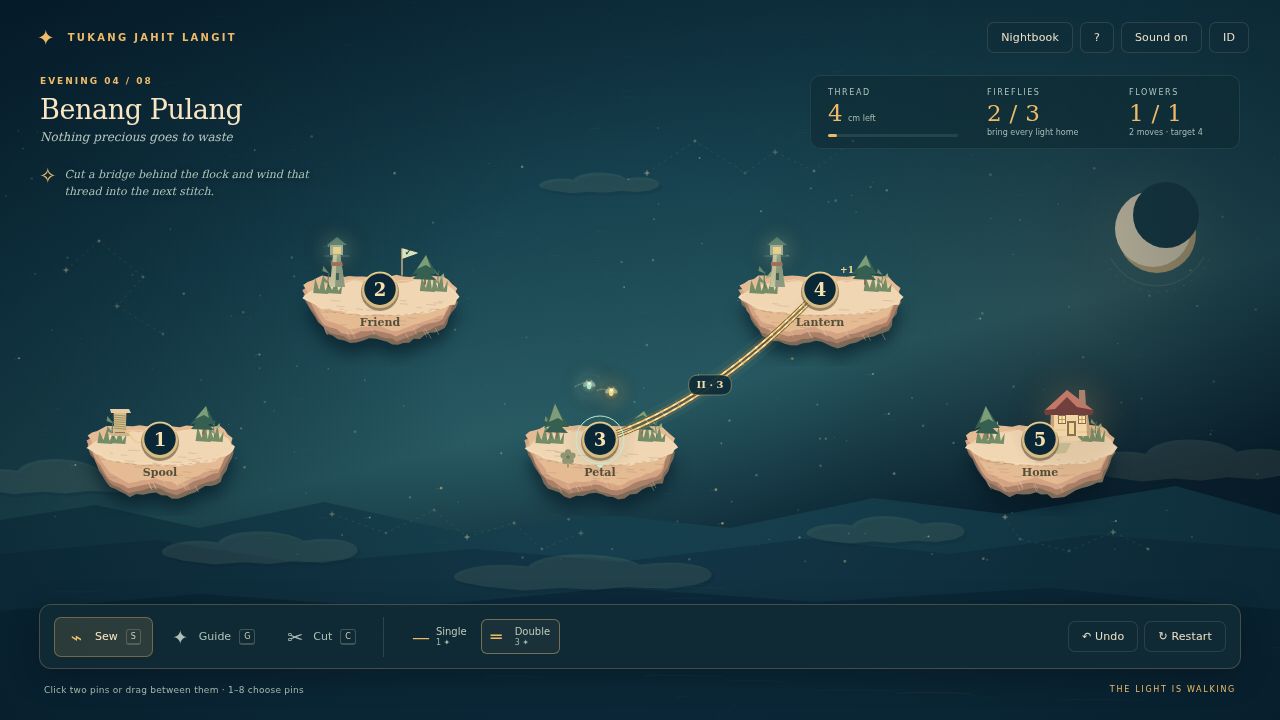 TUKANG JAHIT LANGIT
Nightbook
?
Sound on
ID
EVENING 04 / 08
Benang Pulang
Nothing precious goes to waste
Cut a bridge behind the flock and wind that
thread into the next stitch.
THREAD
4 cm left
FIREFLIES
2 / 3
bring every light home
FLOWERS
1 / 1
2 moves · target 4
2
Friend
+1
4
Lantern
II · 3
1
Spool
3
Petal
5
Home
Sew S
Guide G
Cut C
Single
1 ✦
Double
3 ✦
↶ Undo
↻ Restart
Click two pins or drag between them · 1–8 choose pins
THE LIGHT IS WALKING